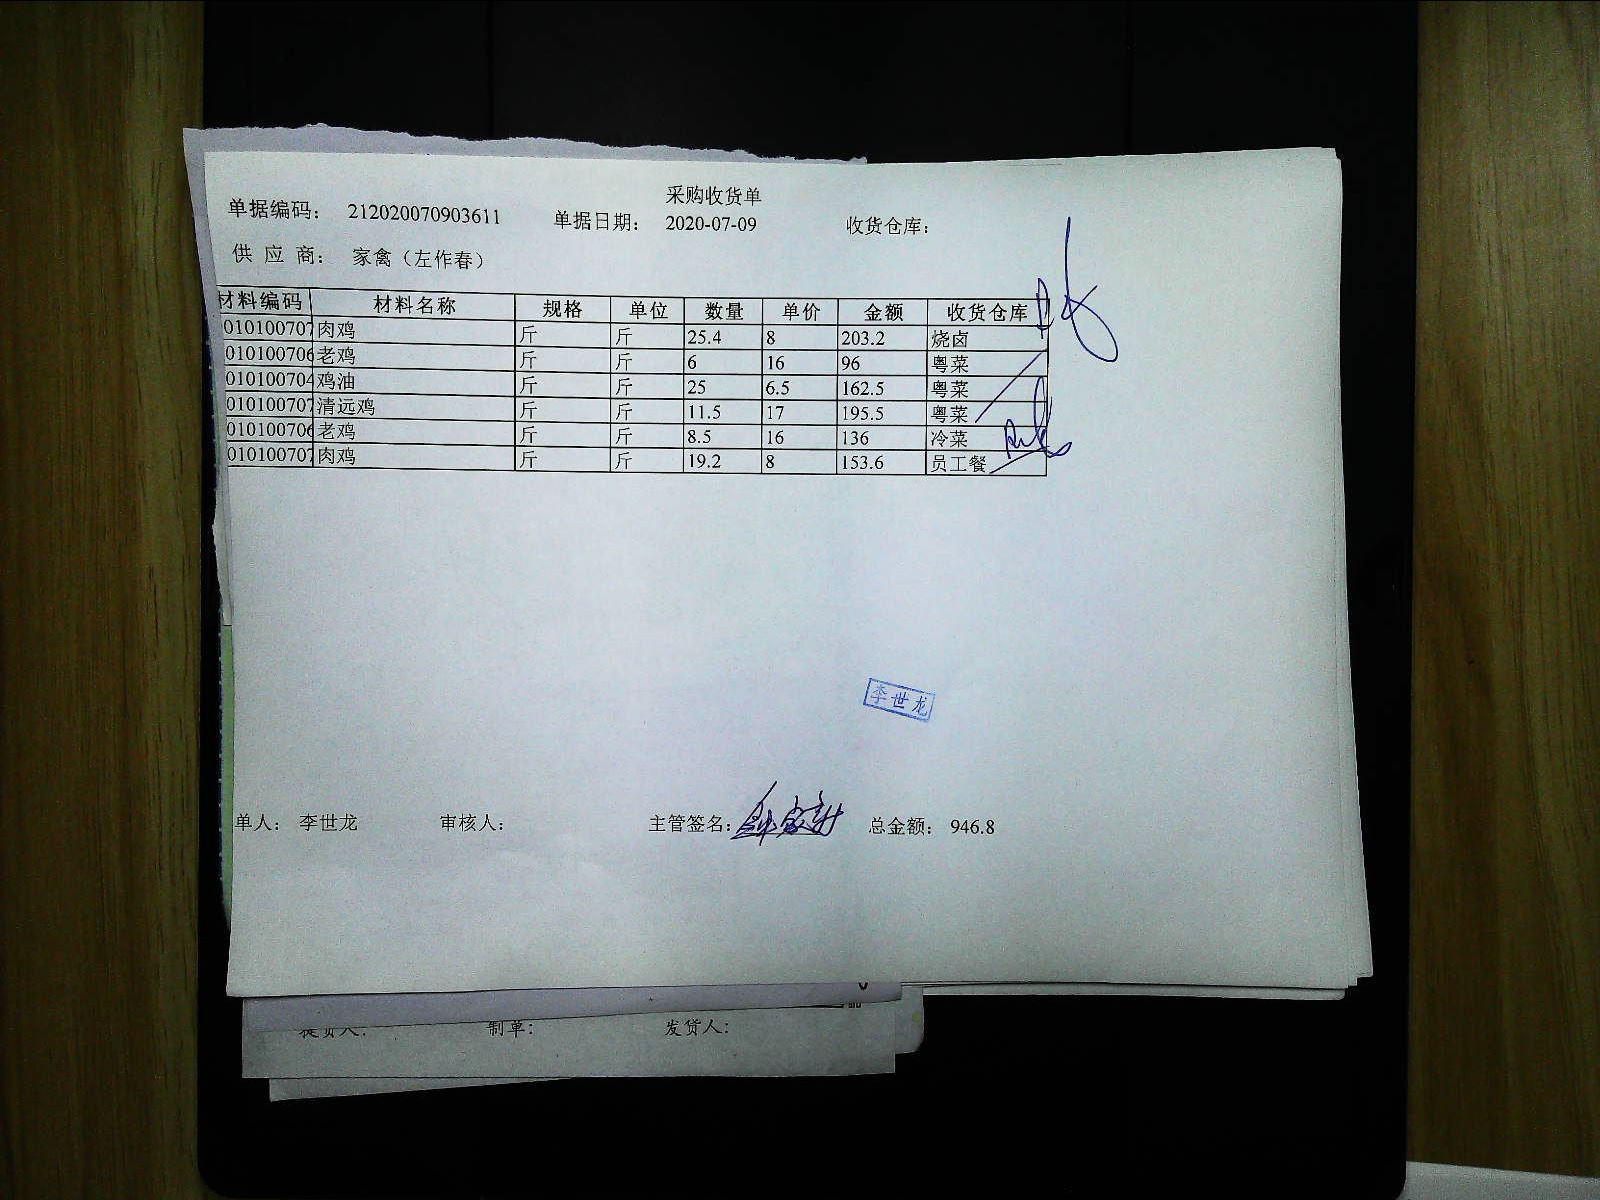 采购收货单
单据编码： 212020070903611 单据日期： 2020-07-09 收货仓库：
供 应 商： 家禽（左作春）
材料编码 材料名称 规格 单位 数量 单价 金额 收货仓库
010100707 肉鸡 斤 斤 25.4 8 203.2 烧卤
010100706 老鸡 斤 斤 6 16 96 粤菜
010100704 鸡油 斤 斤 25 6.5 162.5 粤菜
010100707 清远鸡 斤 斤 11.5 17 195.5 粤菜
010100706 老鸡 斤 斤 8.5 16 136 冷菜
010100707 肉鸡 斤 斤 19.2 8 153.6 员工餐
李世龙
单人： 李世龙 审核人： 主管签名： 总金额： 946.8
提货人： 制单： 发货人：